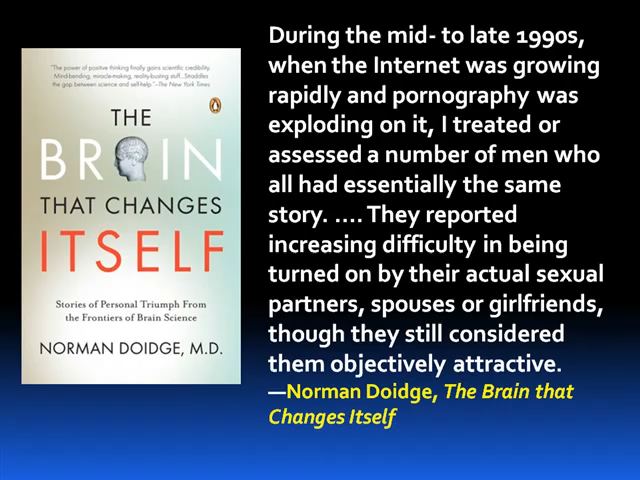 "The power of positive thinking finally gains scientific credibility.
Mind-bending, miracle-making, reality-busting stuff...Straddles
the gap between science and self-help."–The New York Times
THE
BRAIN
THAT CHANGES
ITSELF
Stories of Personal Triumph From
the Frontiers of Brain Science
NORMAN DOIDGE, M.D.
During the mid- to late 1990s,
when the Internet was growing
rapidly and pornography was
exploding on it, I treated or
assessed a number of men who
all had essentially the same
story. .... They reported
increasing difficulty in being
turned on by their actual sexual
partners, spouses or girlfriends,
though they still considered
them objectively attractive.
—Norman Doidge, The Brain that
Changes Itself